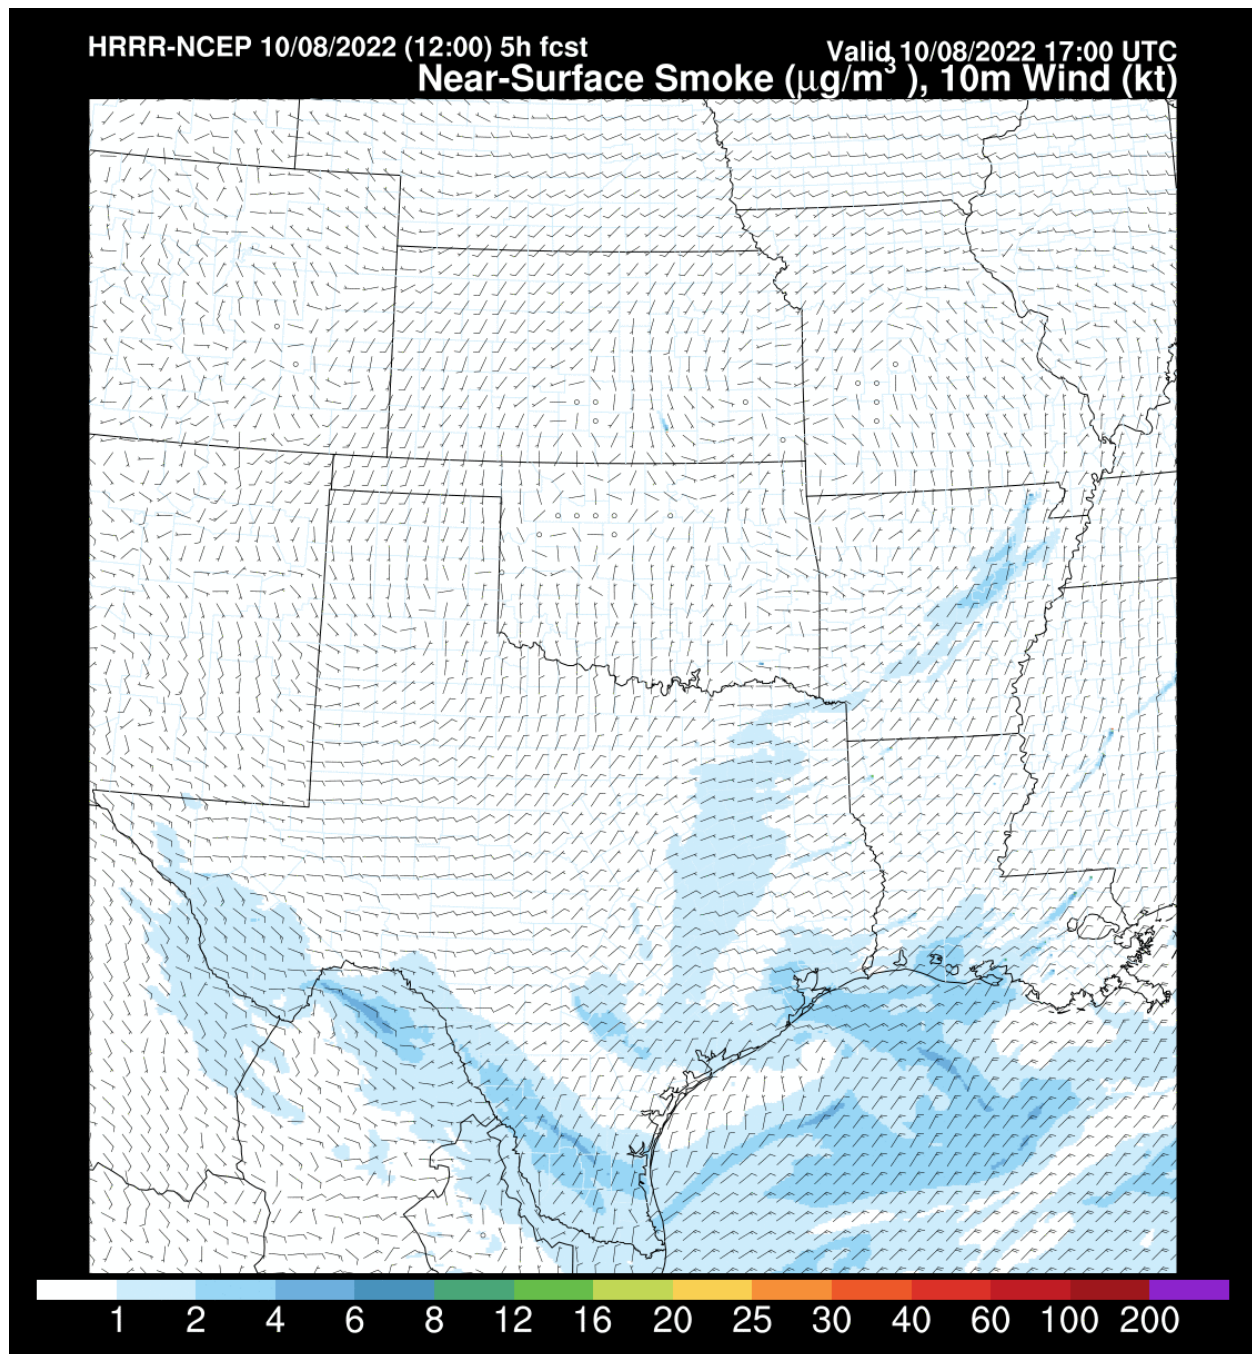 HRRR-NCEP 10/08/2022 (12:00) 5h fcst
Valid 10/08/2022 17:00 UTC
Near-Surface Smoke (μg/m³ ), 10m Wind (kt)
1 2 4 6 8 12 16 20 25 30 40 60 100 200